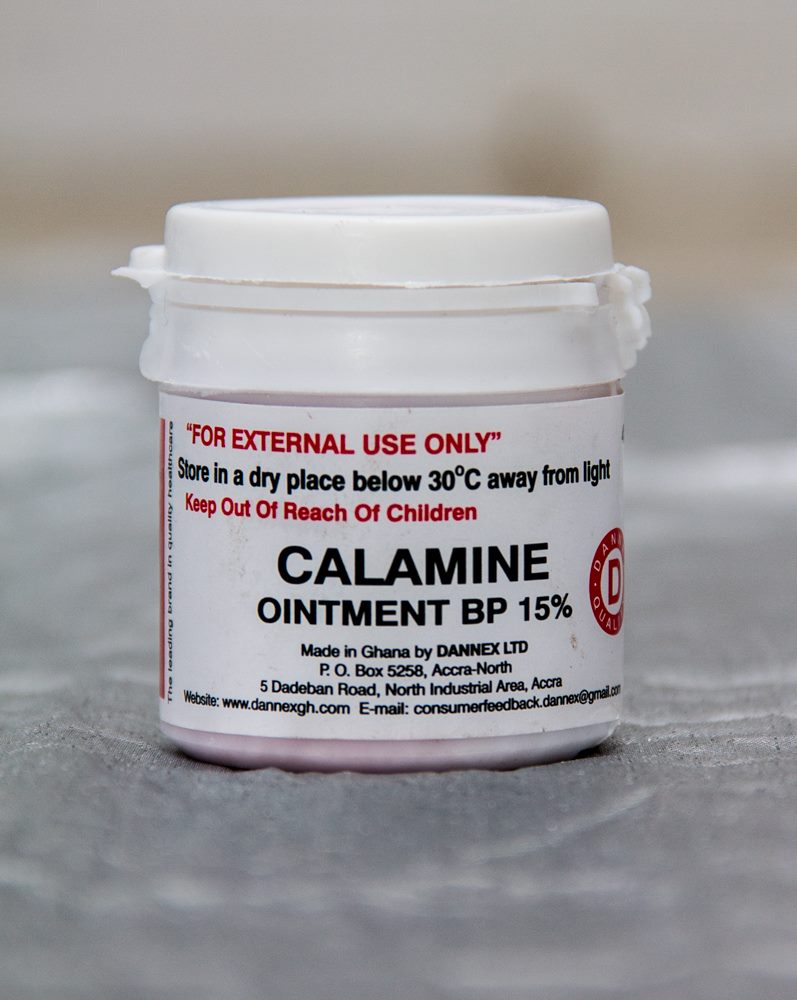 “FOR EXTERNAL USE ONLY”
Store in a dry place below 30°C away from light
Keep Out Of Reach Of Children
CALAMINE
OINTMENT BP 15%
Made in Ghana by DANNEX LTD
P. O. Box 5258, Accra-North
5 Dadeban Road, North Industrial Area, Accra
Website: www.dannexgh.com E-mail: consumerfeedback.dannex@gmail.com
The leading brand in quality healthcare
D